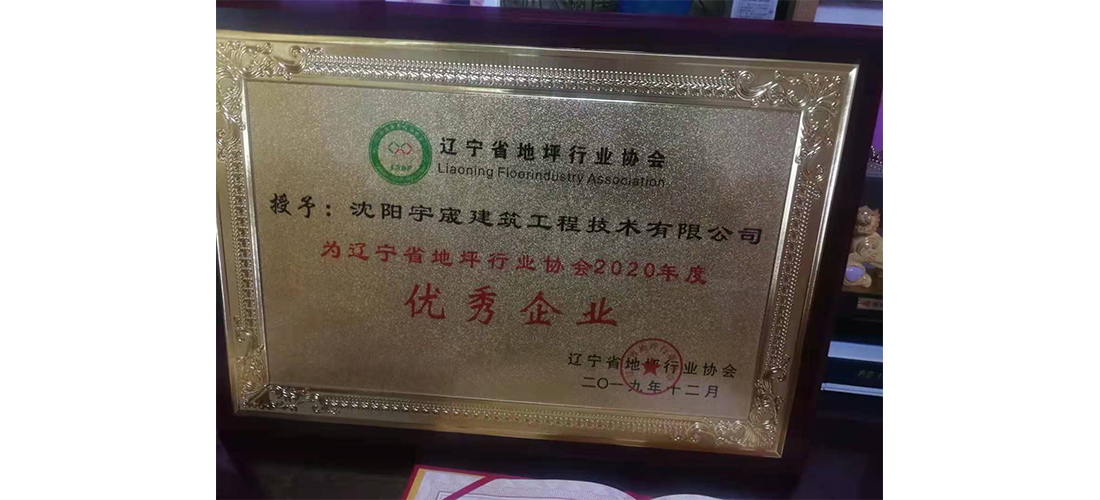 辽宁省地坪行业协会
Liaoning Floorindustry Association
授予：沈阳宇宬建筑工程技术有限公司
为辽宁省地坪行业协会2020年度
优秀企业
辽宁省地坪行业协会
二〇一九年十二月